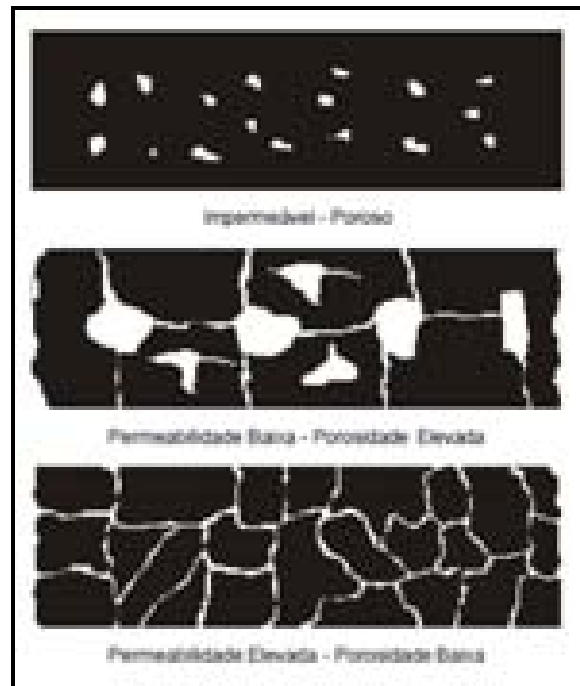 Impermeável - Poroso
Permeabilidade Baixa - Porosidade Elevada
Permeabilidade Elevada - Porosidade Baixa